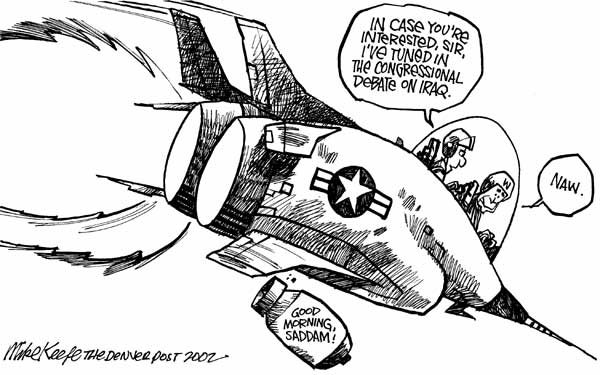 IN CASE YOU'RE
INTERESTED, SIR,
I'VE TUNED IN
THE CONGRESSIONAL
DEBATE ON IRAQ.
NAW.
W
GOOD
MORNING,
SADDAM!
Mike Keefe THE DENVER POST 2002